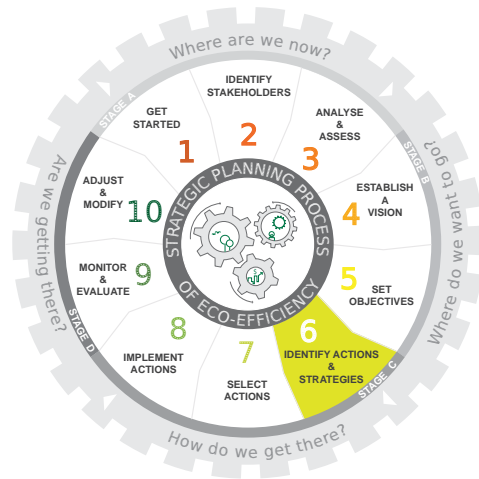 Where are we now?
STAGE A
GET
STARTED
1
IDENTIFY
STAKEHOLDERS
2
ANALYSE
&
ASSESS
3
Where do we want to go?
STAGE B
ESTABLISH
A
VISION
4
SET
OBJECTIVES
5
How do we get there?
STAGE C
6
IDENTIFY ACTIONS
&
STRATEGIES
7
SELECT
ACTIONS
8
IMPLEMENT
ACTIONS
Are we getting there?
STAGE D
9
MONITOR
&
EVALUATE
10
ADJUST
&
MODIFY
STRATEGIC PLANNING PROCESS
OF ECO-EFFICIENCY
$